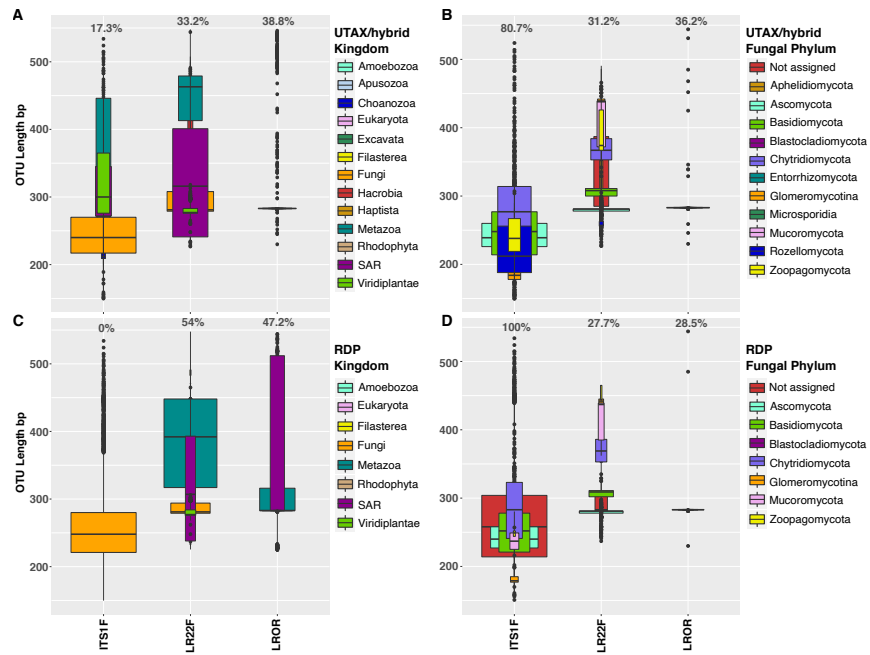 A
17.3%
33.2%
38.8%
UTAX/hybrid
Kingdom
Amoebozoa
Apusozoa
Choanozoa
Eukaryota
Excavata
Filasterea
Fungi
Hacrobia
Haptista
Metazoa
Rhodophyta
SAR
Viridiplantae
OTU Length bp
500
400
300
200
B
80.7%
31.2%
36.2%
UTAX/hybrid
Fungal Phylum
Not assigned
Aphelidiomycota
Ascomycota
Basidiomycota
Blastocladiomycota
Chytridiomycota
Entorrhizomycota
Glomeromycotina
Microsporidia
Mucoromycota
Rozellomycota
Zoopagomycota
500
400
300
200
C
0%
54%
47.2%
RDP
Kingdom
Amoebozoa
Eukaryota
Filasterea
Fungi
Metazoa
Rhodophyta
SAR
Viridiplantae
OTU Length bp
500
400
300
200
ITS1F
LR22F
LROR
D
100%
27.7%
28.5%
RDP
Fungal Phylum
Not assigned
Ascomycota
Basidiomycota
Blastocladiomycota
Chytridiomycota
Glomeromycotina
Mucoromycota
Zoopagomycota
500
400
300
200
ITS1F
LR22F
LROR